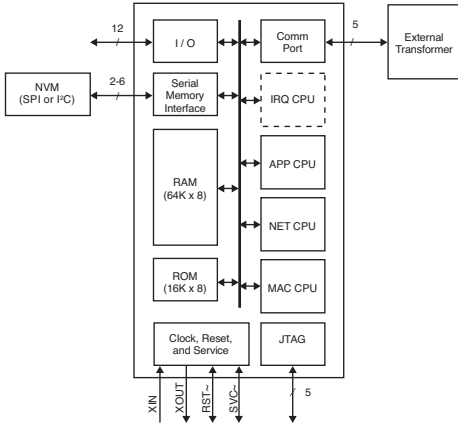 12
I / O
Comm
Port
5
External
Transformer
NVM
(SPI or I²C)
2-6
Serial
Memory
Interface
IRQ CPU
RAM
(64K x 8)
APP CPU
NET CPU
ROM
(16K x 8)
MAC CPU
Clock, Reset,
and Service
JTAG
XIN
XOUT
RST~
SVC~
5